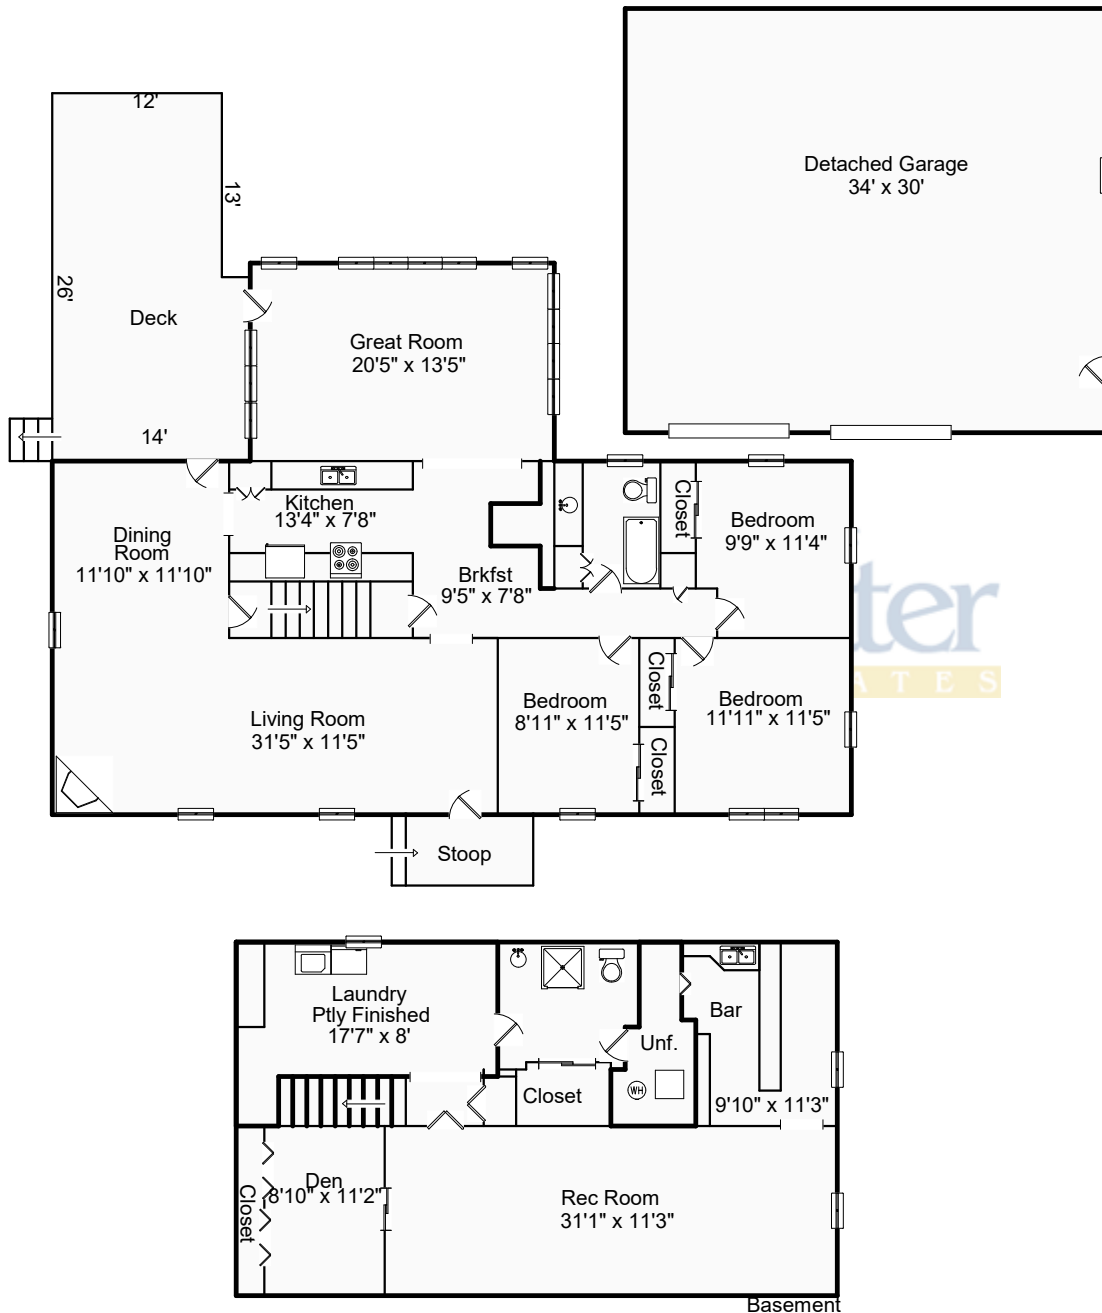 Detached Garage
34' x 30'
12'
13'
26'
Deck
14'
Great Room
20'5" x 13'5"
Kitchen
13'4" x 7'8"
Dining
Room
11'10" x 11'10"
Brkfst
9'5" x 7'8"
Closet
Bedroom
9'9" x 11'4"
Living Room
31'5" x 11'5"
Bedroom
8'11" x 11'5"
Closet
Closet
Bedroom
11'11" x 11'5"
Stoop
Laundry
Ptly Finished
17'7" x 8'
Closet
Unf.
WH
Bar
9'10" x 11'3"
Closet
Den
8'10" x 11'2"
Rec Room
31'1" x 11'3"
Basement